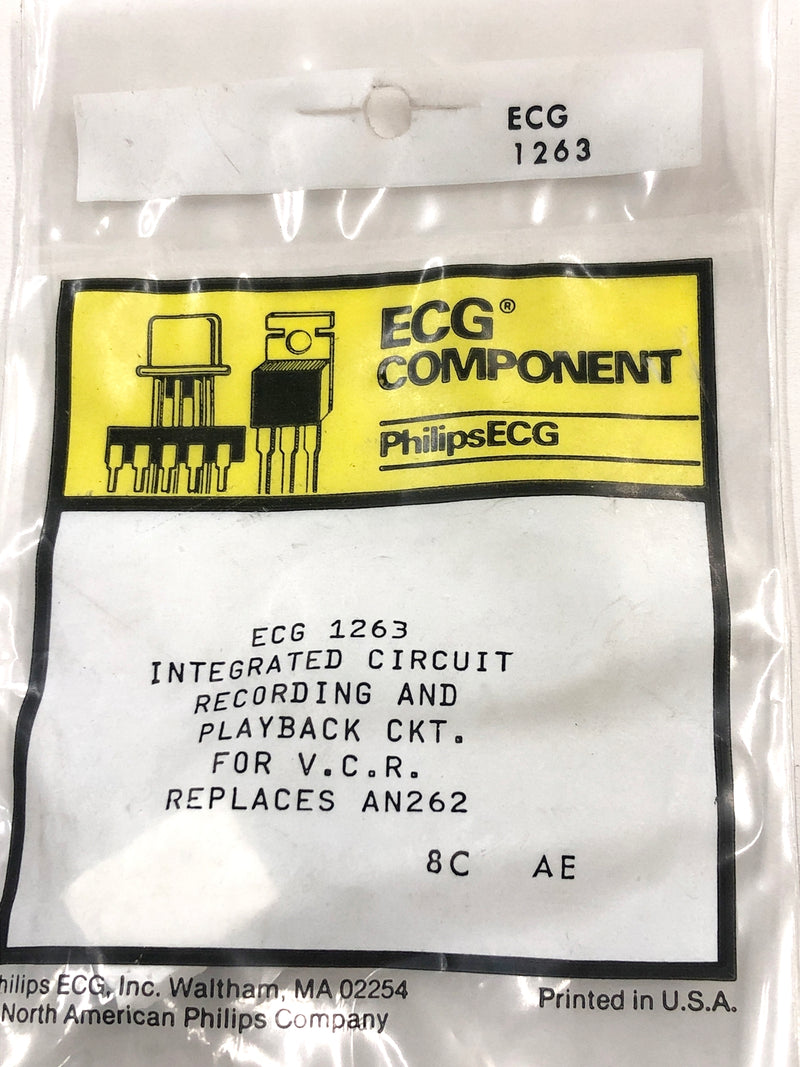 ECG
1263
ECG®
COMPONENT
PhilipsECG
ECG 1263
INTEGRATED CIRCUIT
RECORDING AND
PLAYBACK CKT.
FOR V.C.R.
REPLACES AN262
8C AE
hilips ECG, Inc. Waltham, MA 02254
North American Philips Company
Printed in U.S.A.